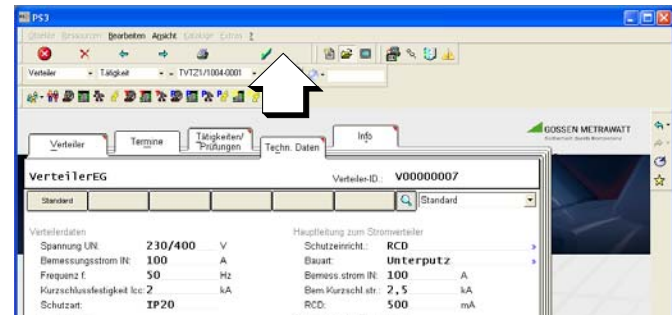 PS3
Bearbeiten Ansicht Extras ?
Verteiler Tätigkeit TVTZ1/1004-0001
GOSSEN METRAWATT
Verteiler Termine Tätigkeiten/ Prüfungen Techn. Daten Info
VerteilerEG Verteiler-ID.: V00000007
Standard Standard
Verteilerdaten Hauptleitung zum Stromverteiler
Spannung UN: 230/400 V Schutzeinricht.: RCD
Bemessungsstrom IN: 100 A Bauart: Unterputz
Frequenz f: 50 Hz Bemess.strom IN: 100 A
Kurzschlussfestigkeit Icc: 2 kA Bem.Kurzschl.str.: 2,5 kA
Schutzart: IP20 RCD: 500 mA